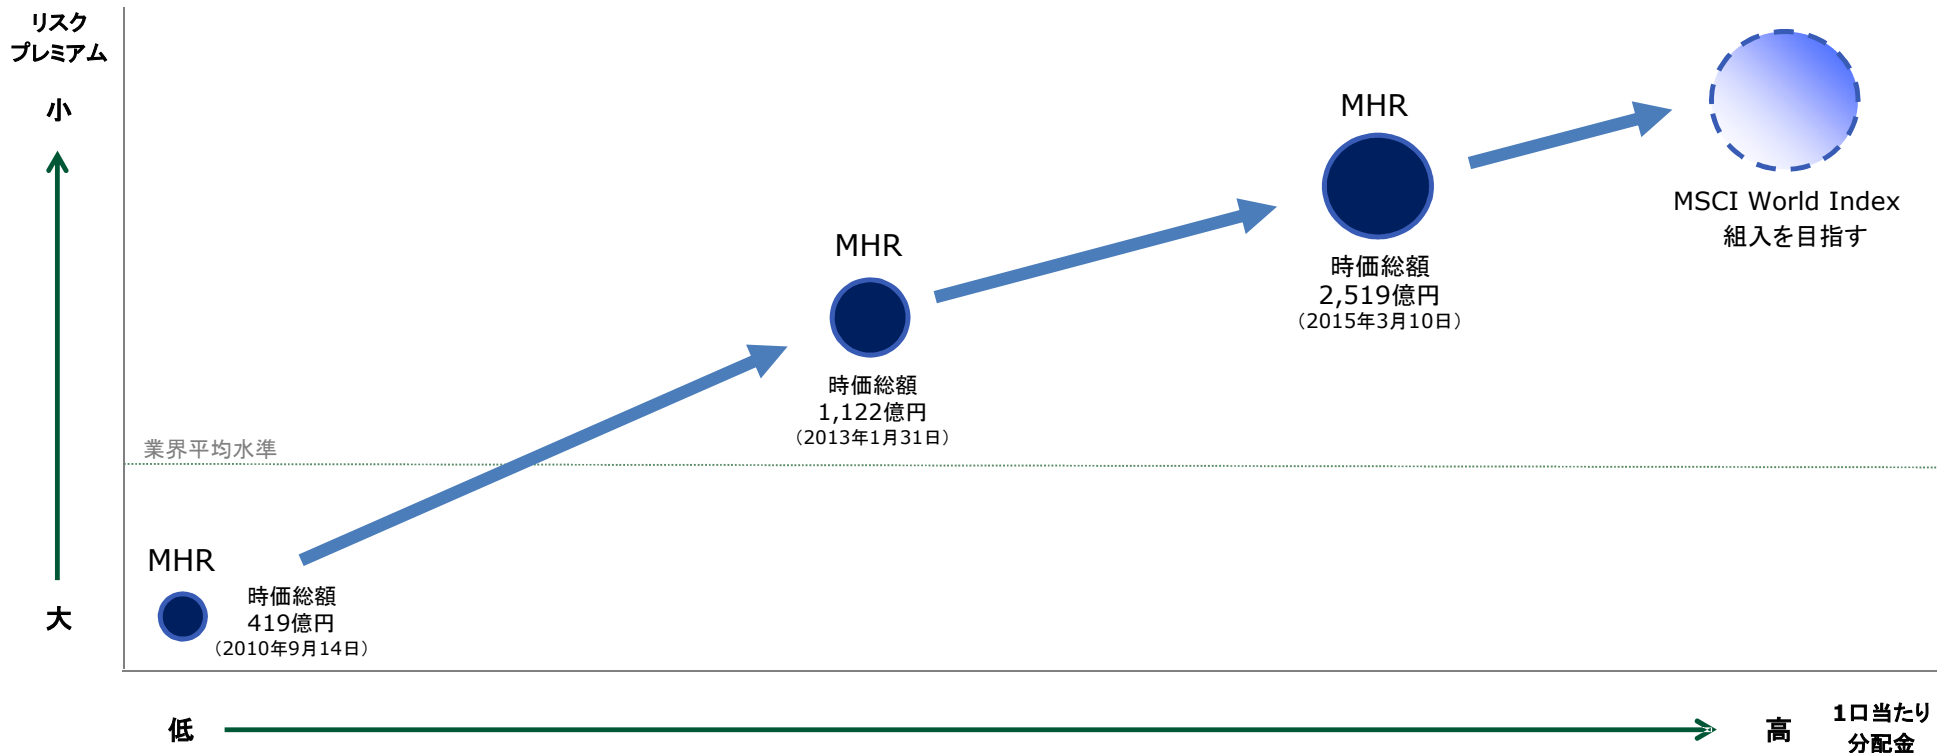 リスク
プレミアム
小
大
MHR
時価総額
419億円
（2010年9月14日）
業界平均水準
MHR
時価総額
1,122億円
（2013年1月31日）
MHR
時価総額
2,519億円
（2015年3月10日）
MSCI World Index
組入を目指す
低
高
1口当たり
分配金